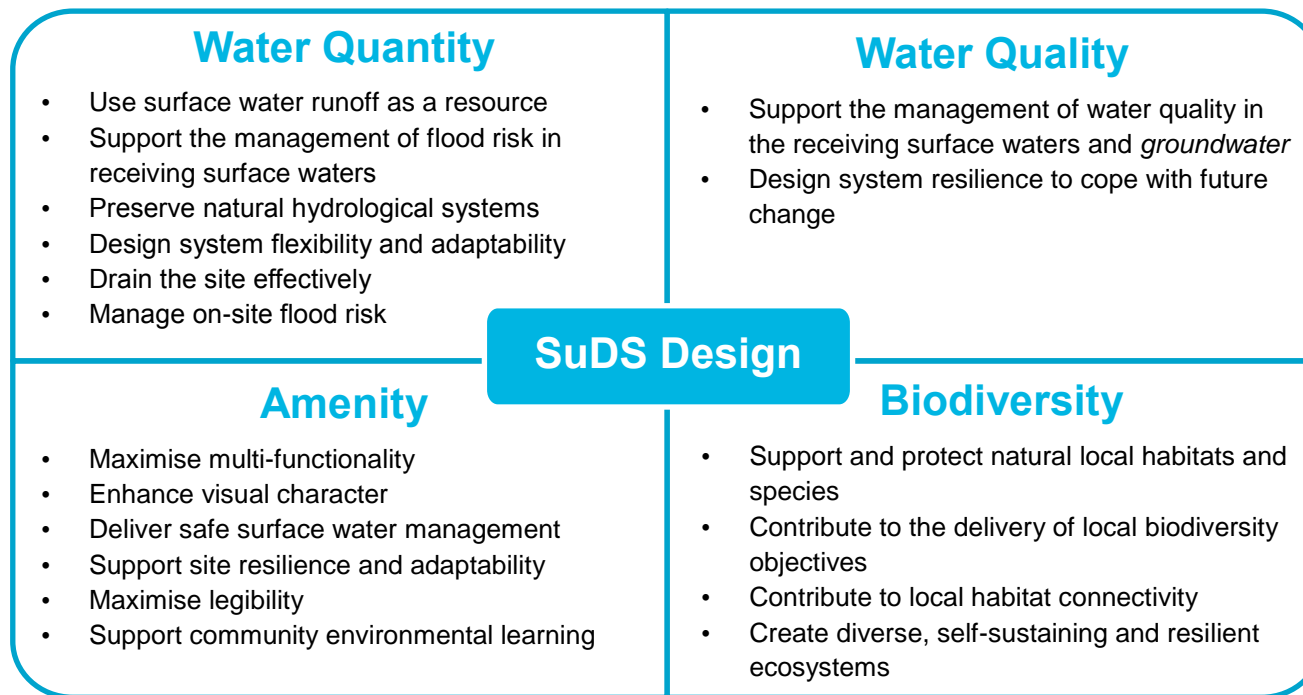 Water Quantity
• Use surface water runoff as a resource
• Support the management of flood risk in
receiving surface waters
• Preserve natural hydrological systems
• Design system flexibility and adaptability
• Drain the site effectively
• Manage on-site flood risk
Water Quality
• Support the management of water quality in
the receiving surface waters and groundwater
• Design system resilience to cope with future
change
SuDS Design
Amenity
• Maximise multi-functionality
• Enhance visual character
• Deliver safe surface water management
• Support site resilience and adaptability
• Maximise legibility
• Support community environmental learning
Biodiversity
• Support and protect natural local habitats and
species
• Contribute to the delivery of local biodiversity
objectives
• Contribute to local habitat connectivity
• Create diverse, self-sustaining and resilient
ecosystems